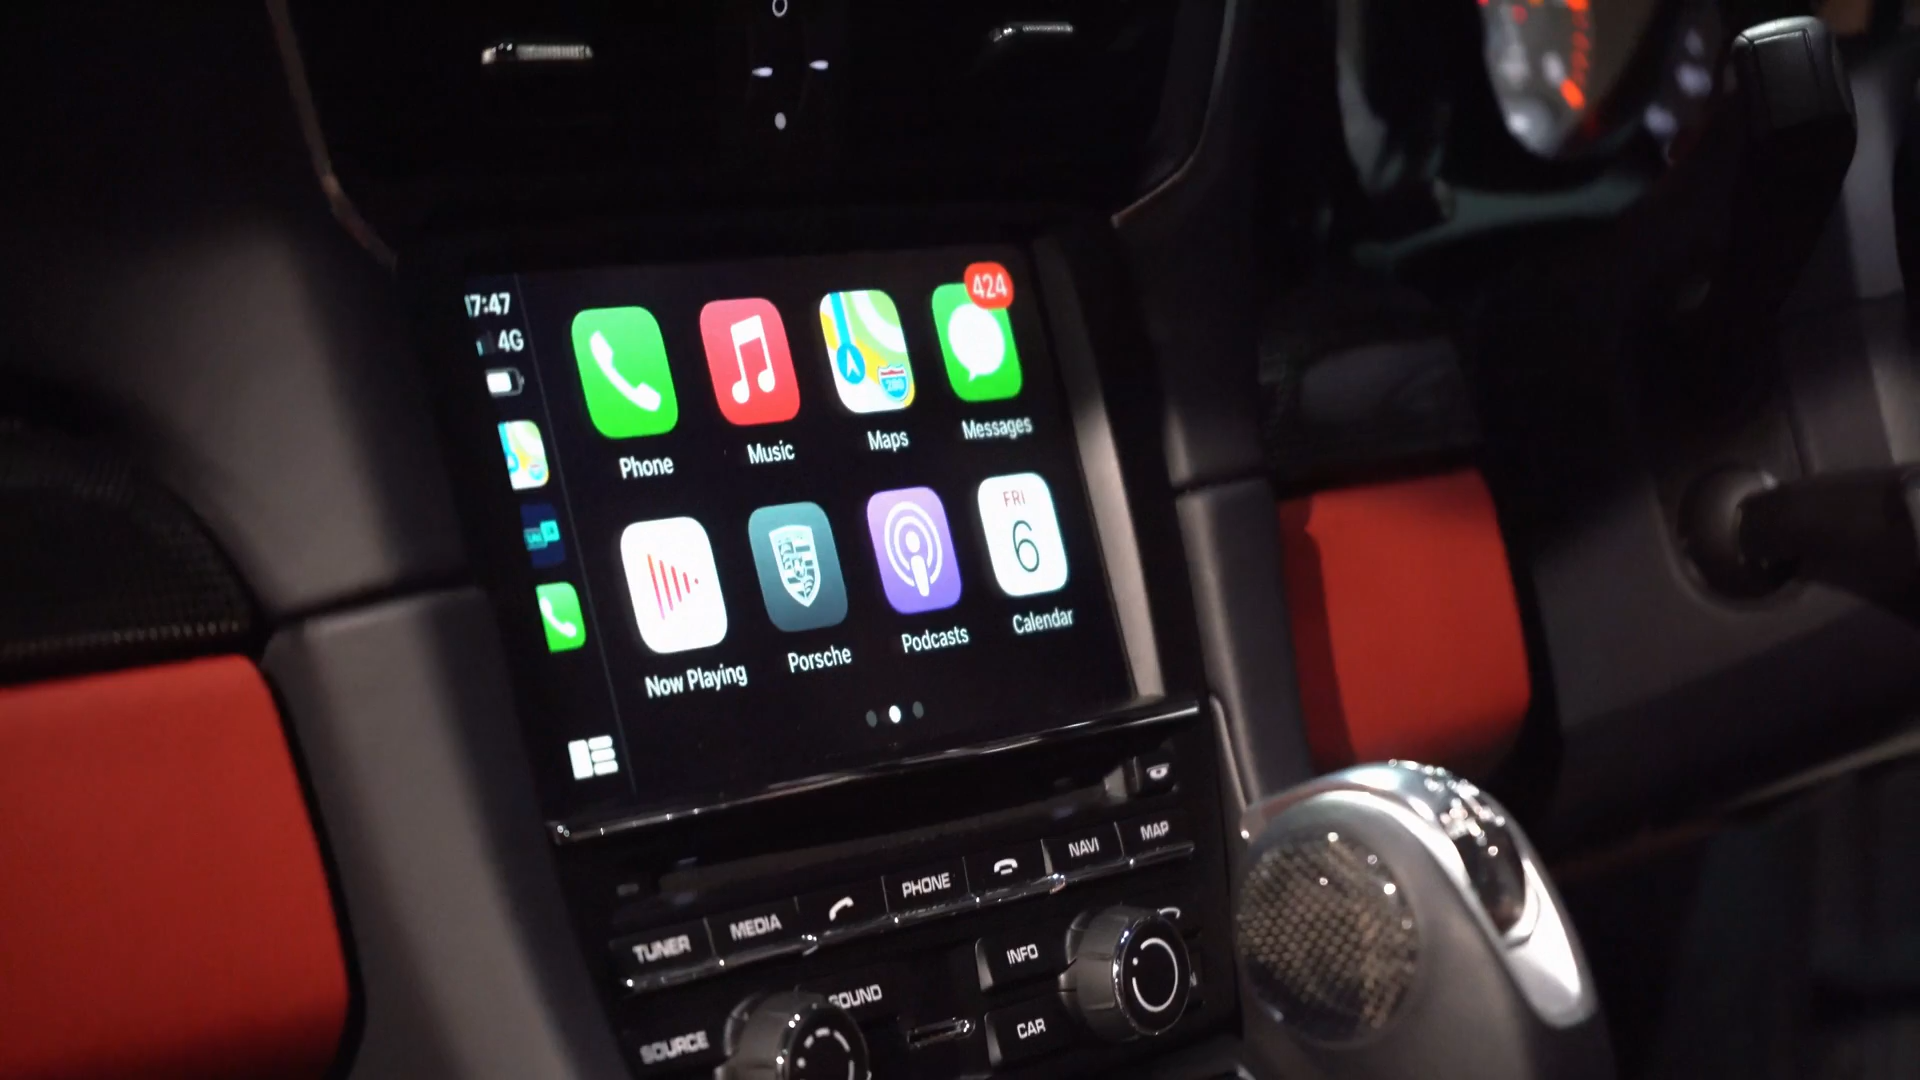 17:47
4G
424
Phone
Music
Maps
Messages
FRI
6
280
Now Playing
Porsche
Podcasts
Calendar
TUNER
MEDIA
PHONE
NAVI
MAP
SOURCE
SOUND
INFO
CAR